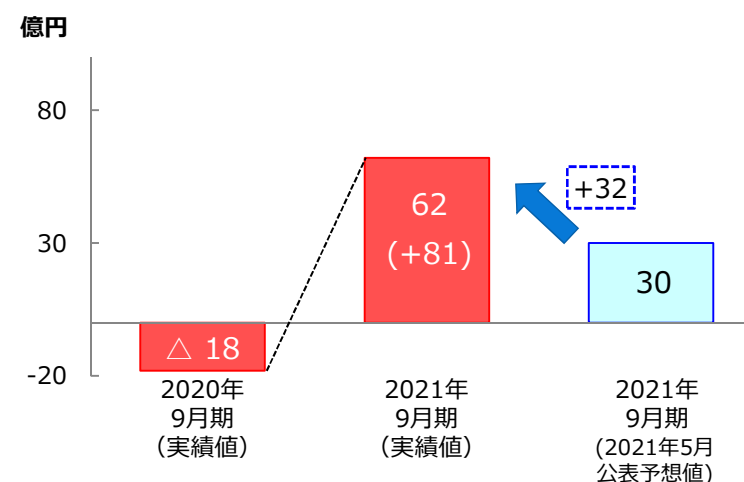 億円
80
30
-20
△ 18
62
(+81)
+32
30
2020年
9月期
（実績値）
2021年
9月期
（実績値）
2021年
9月期
(2021年5月
公表予想値)